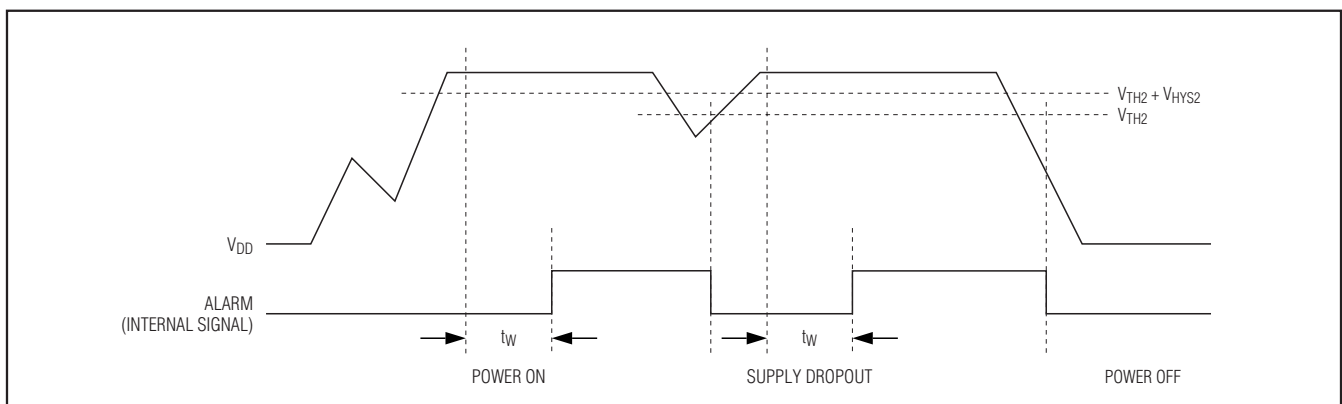 VTH2 + VHYS2
VTH2
VDD
ALARM
(INTERNAL SIGNAL)
tW
tW
POWER ON
SUPPLY DROPOUT
POWER OFF